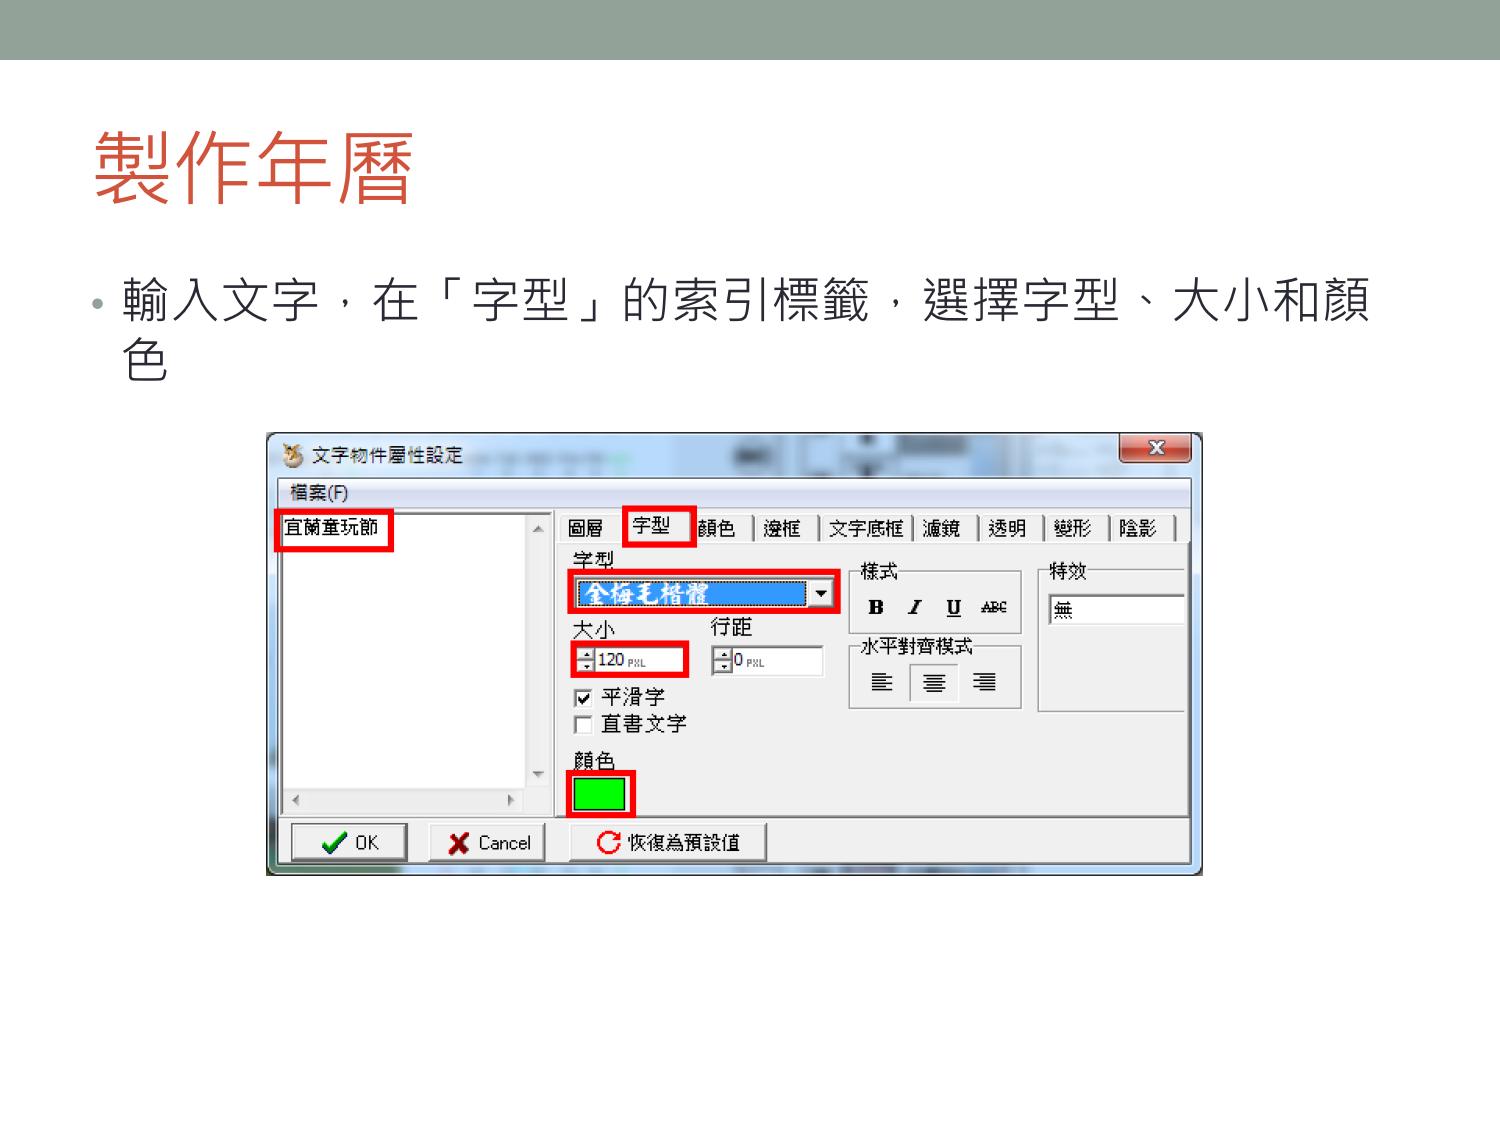 製作年曆
• 輸入文字，在「字型」的索引標籤，選擇字型、大小和顏
色
文字物件屬性設定
檔案(F)
宜蘭童玩節
圖層 字型 顏色 邊框 文字底框 濾鏡 透明 變形 陰影
字型
金梅毛楷體
大小 行距
120 PXL 0 PXL
平滑字
直書文字
顏色
樣式
B I U ABC
水平對齊模式
特效
無
OK Cancel 恢復為預設值